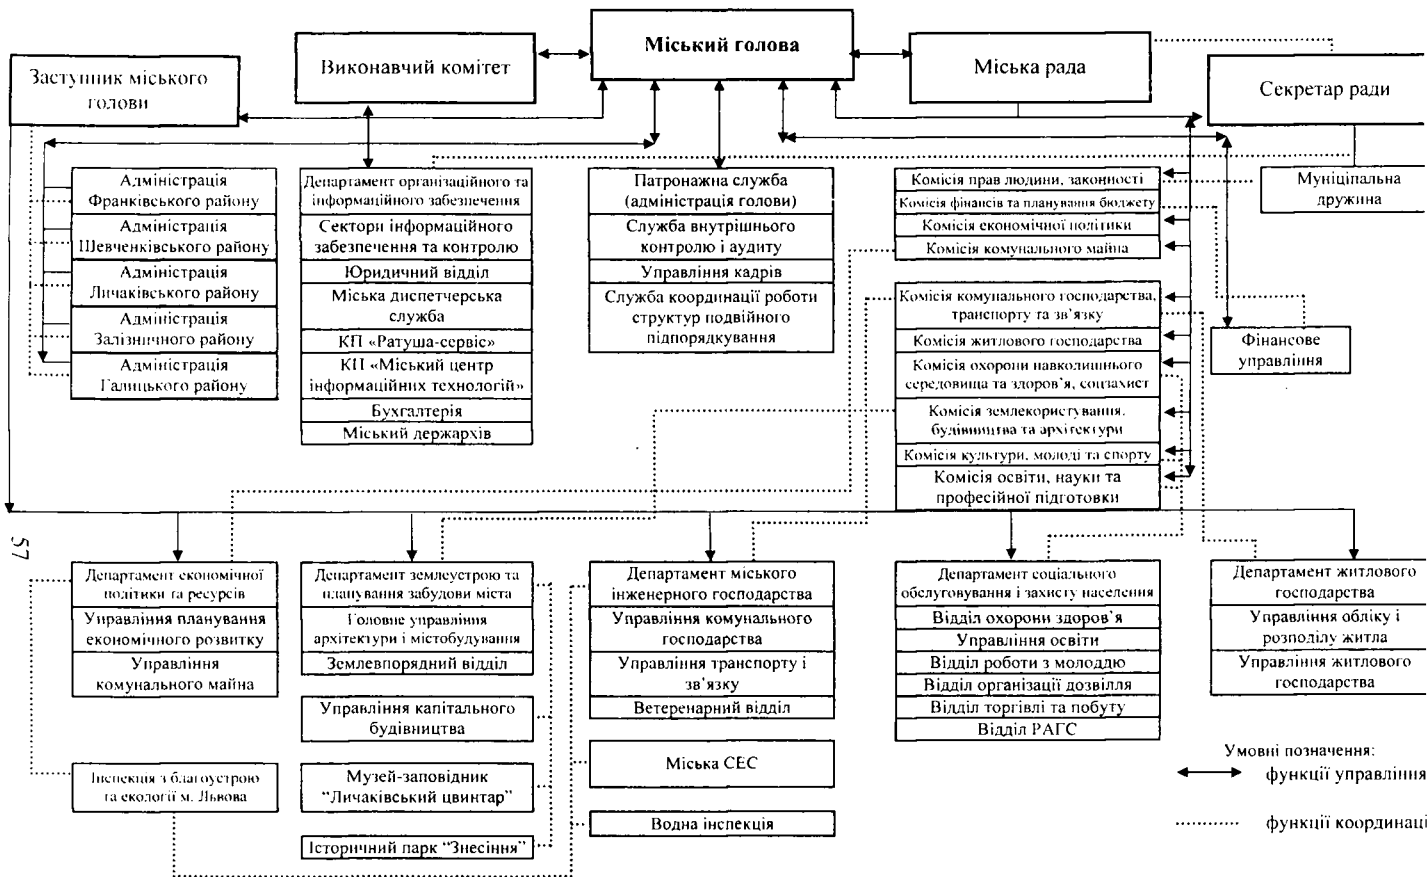 Міський голова
Виконавчий комітет
Міська рада
Заступник міського
голови
Секретар ради
Адміністрація
Франківського району
Адміністрація
Шевченківського району
Адміністрація
Личаківського району
Адміністрація
Залізничного району
Адміністрація
Галицького району
Департамент організаційного та
інформаційного забезпечення
Сектори інформаційного
забезпечення та контролю
Юридичний відділ
Міська диспетчерська
служба
КП «Ратуша-сервіс»
КП «Міський центр
інформаційних технологій»
Бухгалтерія
Міський держархів
Патронажна служба
(адміністрація голови)
Служба внутрішнього
контролю і аудиту
Управління кадрів
Служба координації роботи
структур подвійного
підпорядкування
Комісія прав людини, законності
Комісія фінансів та планування бюджету
Комісія економічної політики
Комісія комунального майна
Комісія комунального господарства,
транспорту та зв'язку
Комісія житлового господарства
Комісія охорони навколишнього
середовища та здоров'я, соцзахист
Комісія землекористування,
будівництва та архітектури
Комісія культури, молоді та спорту
Комісія освіти, науки та
професійної підготовки
Муніципальна
дружина
Фінансове
управління
57
Департамент економічної
політики та ресурсів
Управління планування
економічного розвитку
Управління
комунального майна
Інспекція з благоустрою
та екології м. Львова
Департамент землеустрою та
планування забудови міста
Головне управління
архітектури і містобудування
Землевпорядний відділ
Управління капітального
будівництва
Музей-заповідник
"Личаківський цвинтар"
Історичний парк "Знесіння"
Департамент міського
інженерного господарства
Управління комунального
господарства
Управління транспорту і
зв'язку
Ветеренарний відділ
Міська СЕС
Водна інспекція
Департамент соціального
обслуговування і захисту населення
Відділ охорони здоров'я
Управління освіти
Відділ роботи з молоддю
Відділ організації дозвілля
Відділ торгівлі та побуту
Відділ РАГС
Департамент житлового
господарства
Управління обліку і
розподілу житла
Управління житлового
господарства
Умовні позначення:
функції управління
функції координаці